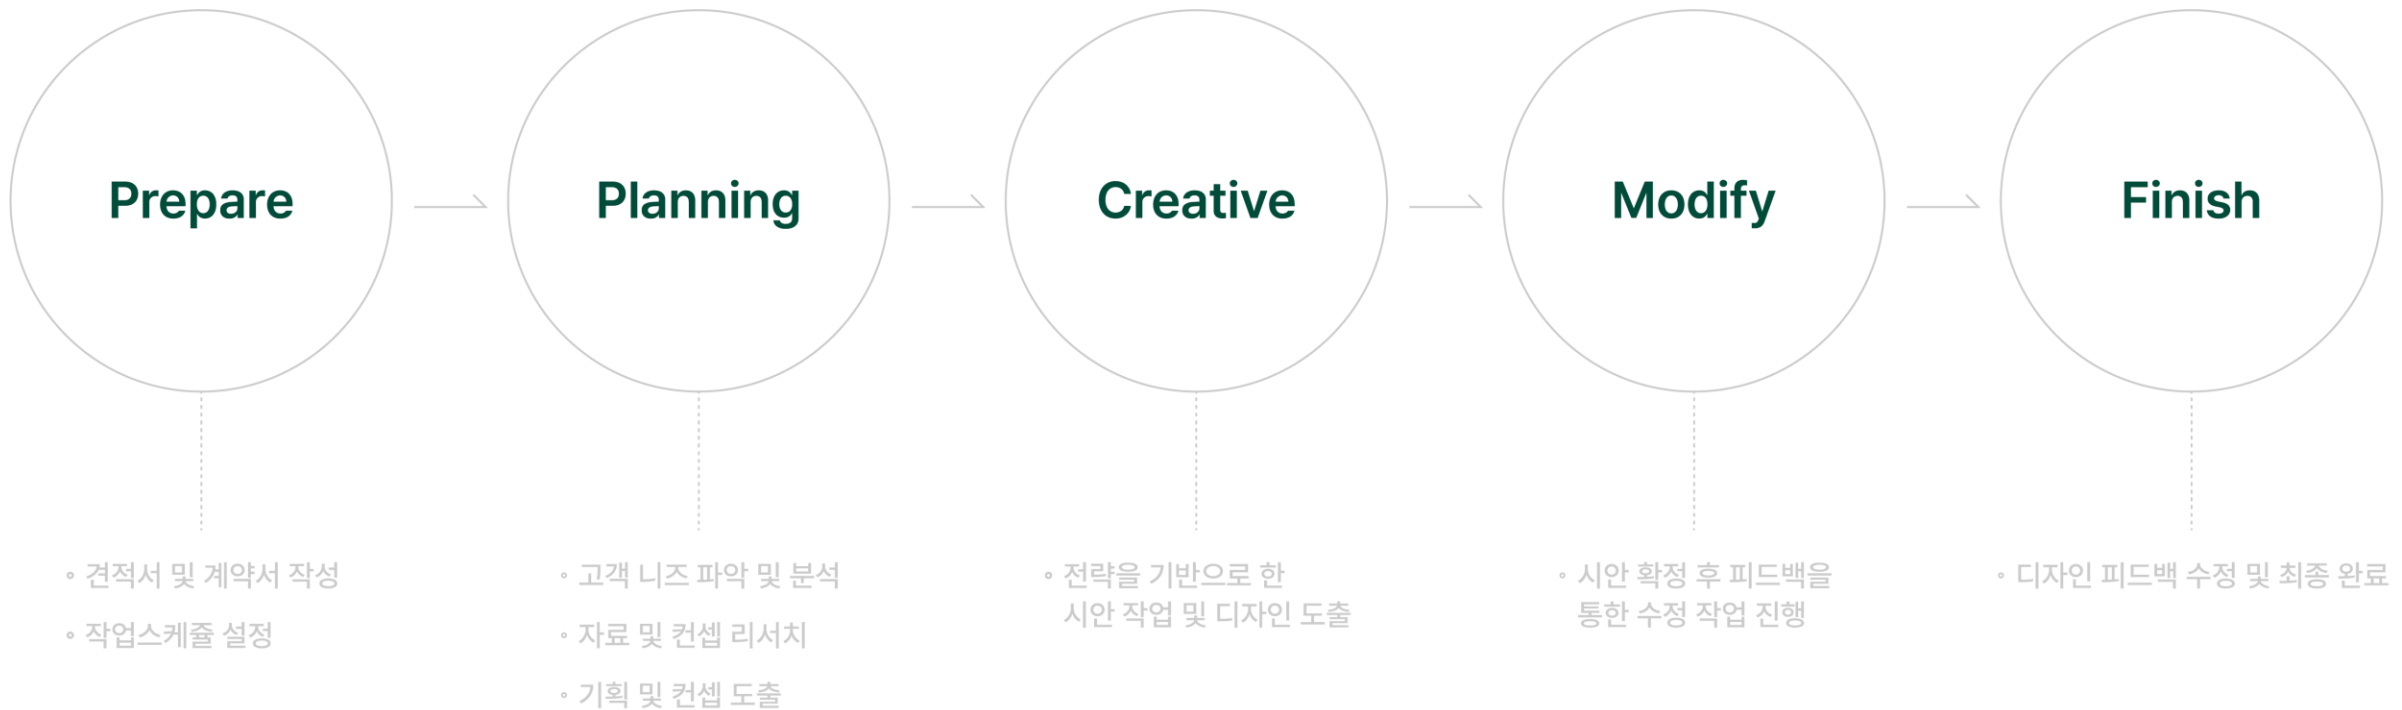 Prepare
Planning
Creative
Modify
Finish
견적서 및 계약서 작성
작업스케쥴 설정
고객 니즈 파악 및 분석
자료 및 컨셉 리서치
기획 및 컨셉 도출
전략을 기반으로 한
시안 작업 및 디자인 도출
시안 확정 후 피드백을
통한 수정 작업 진행
디자인 피드백 수정 및 최종 완료